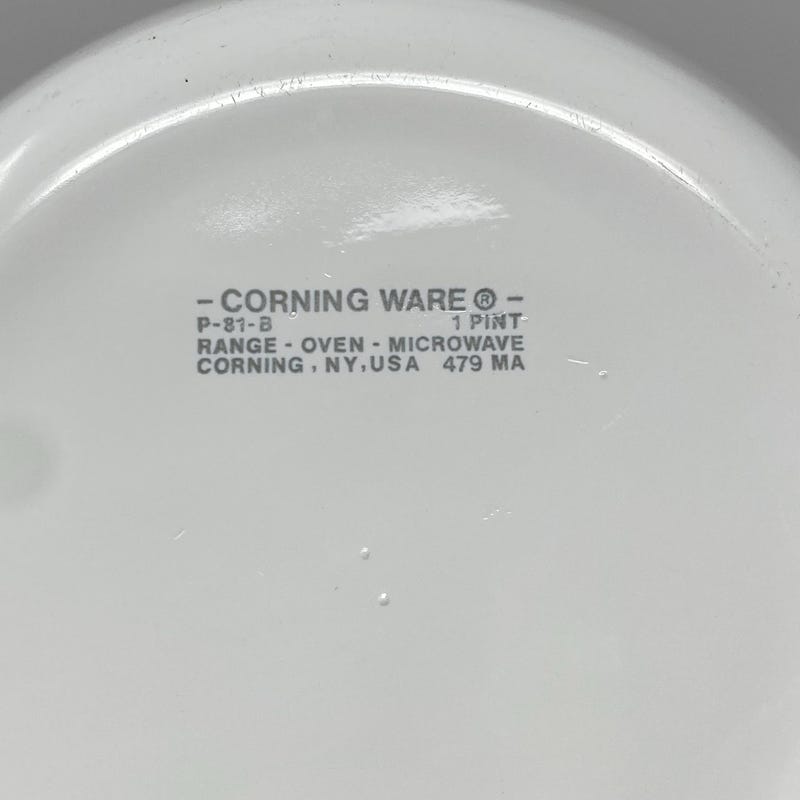 - CORNING WARE ® -
P-81-B 1 PINT
RANGE - OVEN - MICROWAVE
CORNING, NY, USA 479 MA